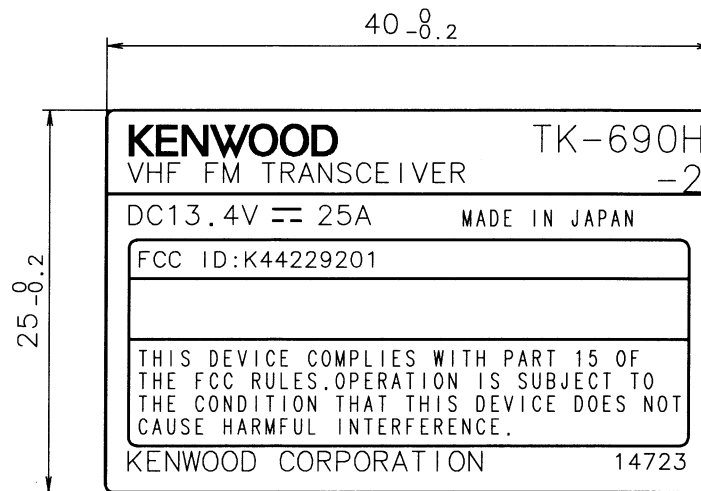 40 0 -0.2
25 0 -0.2
KENWOOD TK-690H
VHF FM TRANSCEIVER -2
DC13.4V ⎓ 25A MADE IN JAPAN
FCC ID:K44229201
THIS DEVICE COMPLIES WITH PART 15 OF
THE FCC RULES.OPERATION IS SUBJECT TO
THE CONDITION THAT THIS DEVICE DOES NOT
CAUSE HARMFUL INTERFERENCE.
KENWOOD CORPORATION 14723